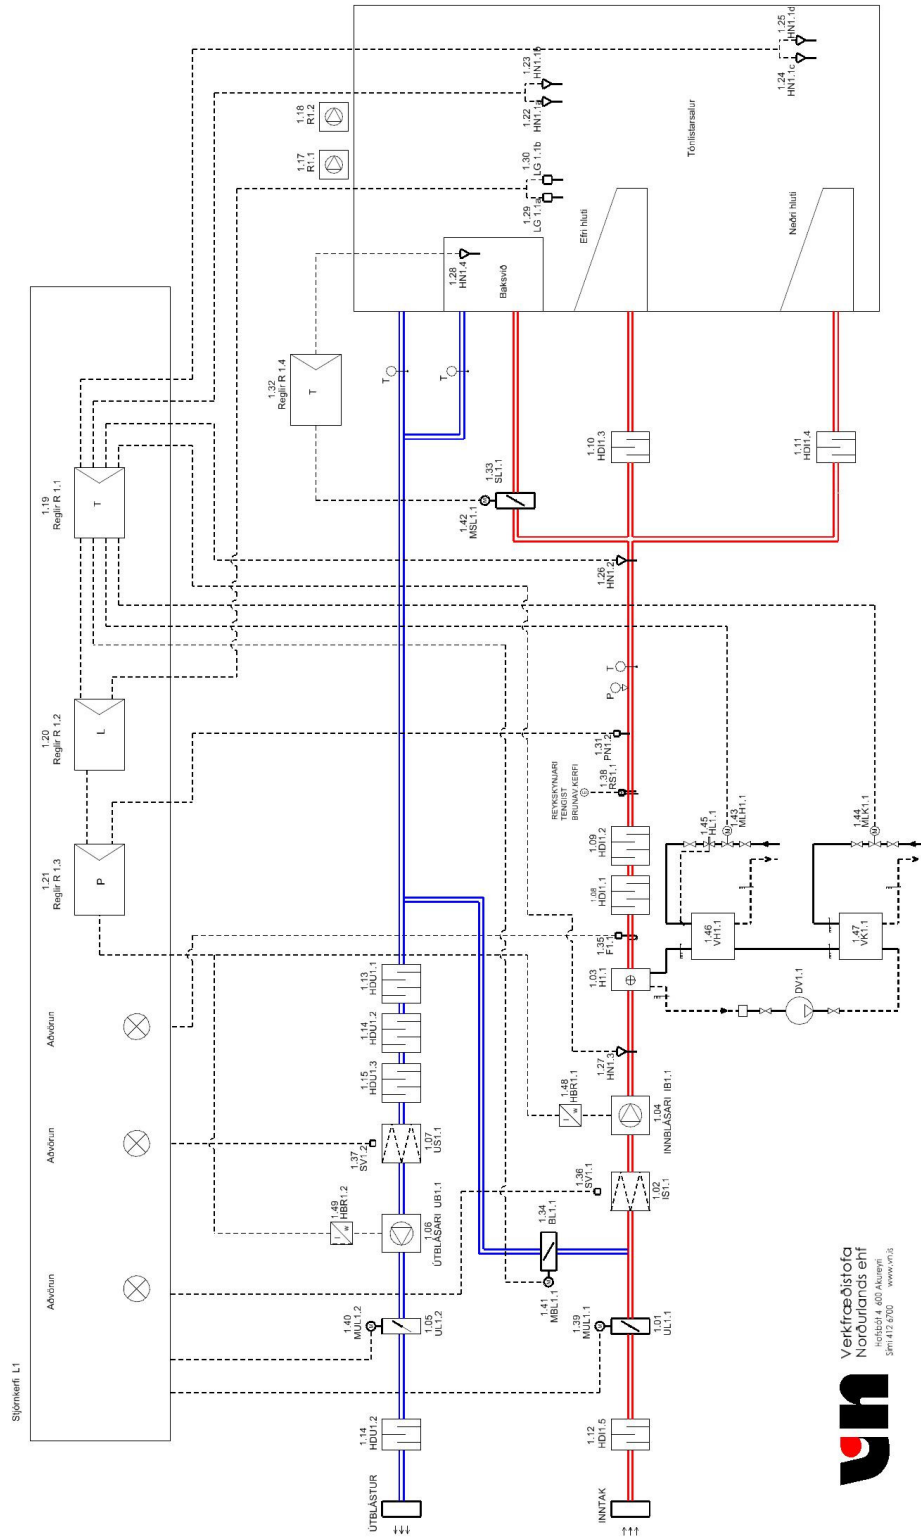 Stjórnkerfi L1
Aðvörun
Aðvörun
Aðvörun
1.21
Reglir R 1.3
P
1.20
Reglir R 1.2
L
1.19
Reglir R 1.1
T
1.32
Reglir R 1.4
T
1.17
R1.1
1.18
R1.2
ÚTBLÁSTUR
1.14
HDU1.2
1.40
MUL1.2
M
1.05
UL1.2
1.49
HBR1.2
1.06
ÚTBLÁSARI UB1.1
1.37
SV1.2
1.07
US1.1
1.15
HDU1.3
1.14
HDU1.2
1.13
HDU1.1
T
T
1.28
HN1.4
Baksvið
1.29
LG 1.1a
1.30
LG 1.1b
1.22
HN1.1a
1.23
HN1.1b
1.24
HN1.1c
1.25
HN1.1d
Efri hluti
Tónlistarsalur
Neðri hluti
1.42
MSL1.1
M
1.33
SL1.1
1.41
MBL1.1
M
1.34
BL1.1
INNTAK
1.12
HDI1.5
1.39
MUL1.1
M
1.01
UL1.1
1.36
SV1.1
1.02
IS1.1
1.48
HBR1.1
1.04
INNBLÁSARI IB1.1
1.27
HN1.3
1.03
H1.1
1.35
F1.1
1.08
HDI1.1
1.09
HDI1.2
REYKSKYNJARI
TENGIST
BRUNAV.KERFI
1.38
RS1.1
1.31
PN1.2
P
T
1.26
HN1.2
1.10
HDI1.3
1.11
HDI1.4
1.45
HL1.1
1.43
MLH1.1
M
1.46
VH1.1
1.44
MLK1.1
M
1.47
VK1.1
DV1.1
vn
Verkfræðistofa
Norðurlands ehf
Hofsbót 4, 600 Akureyri
Sími 412 6700 www.vn.is